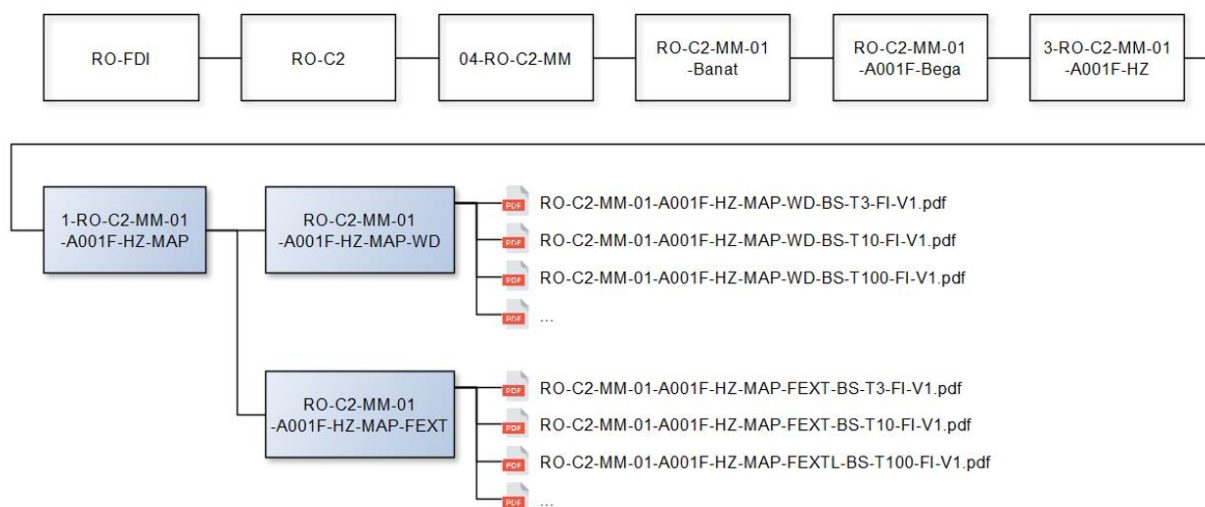 RO-FDI
RO-C2
04-RO-C2-MM
RO-C2-MM-01
-Banat
RO-C2-MM-01
-A001F-Bega
3-RO-C2-MM-01
-A001F-HZ
1-RO-C2-MM-01
-A001F-HZ-MAP
RO-C2-MM-01
-A001F-HZ-MAP-WD
PDF RO-C2-MM-01-A001F-HZ-MAP-WD-BS-T3-FI-V1.pdf
PDF RO-C2-MM-01-A001F-HZ-MAP-WD-BS-T10-FI-V1.pdf
PDF RO-C2-MM-01-A001F-HZ-MAP-WD-BS-T100-FI-V1.pdf
PDF ...
RO-C2-MM-01
-A001F-HZ-MAP-FEXT
PDF RO-C2-MM-01-A001F-HZ-MAP-FEXT-BS-T3-FI-V1.pdf
PDF RO-C2-MM-01-A001F-HZ-MAP-FEXT-BS-T10-FI-V1.pdf
PDF RO-C2-MM-01-A001F-HZ-MAP-FEXTL-BS-T100-FI-V1.pdf
PDF ...